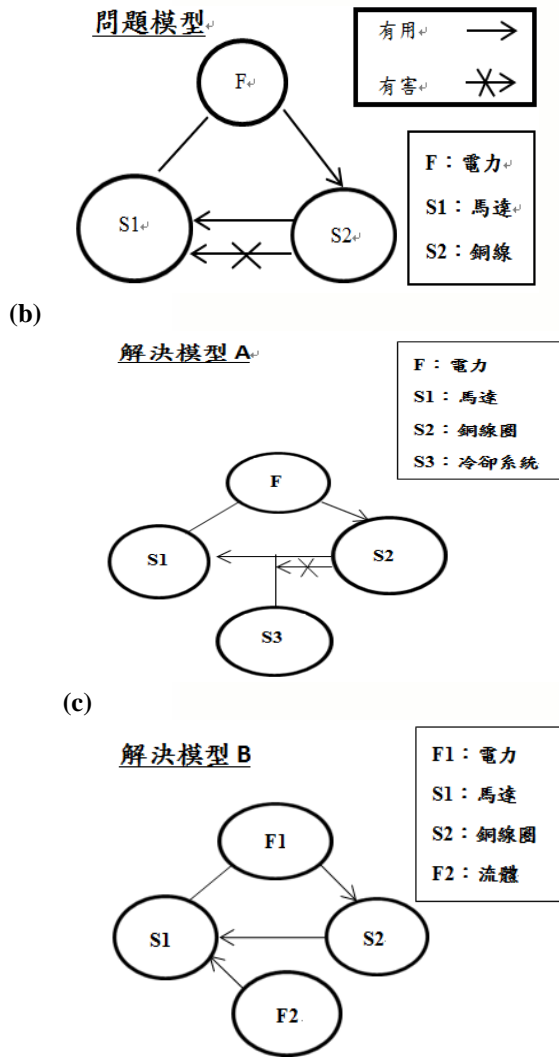 問題模型
有用
有害
F
F：電力
S1：馬達
S2：銅線
S1
S2
(b)
解決模型 A
F：電力
S1：馬達
S2：銅線圈
S3：冷卻系統
F
S1
S2
S3
(c)
解決模型 B
F1：電力
S1：馬達
S2：銅線圈
F2：流體
F1
S1
S2
F2